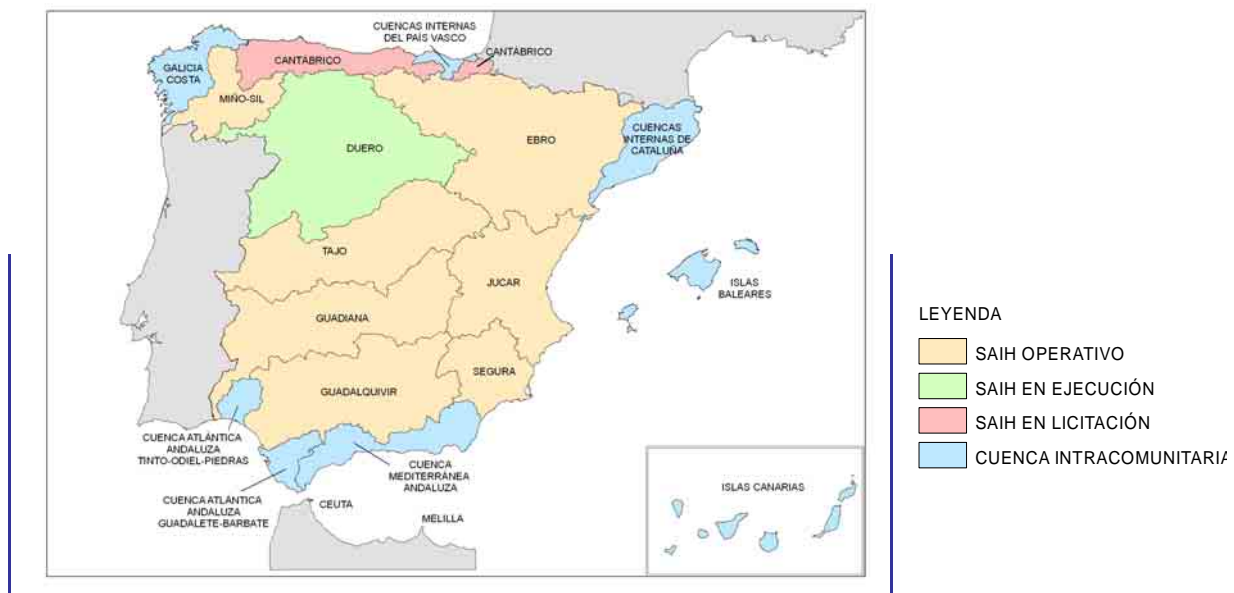 CUENCAS INTERNAS
DEL PAÍS VASCO
CANTÁBRICO
CANTÁBRICO
GALICIA
COSTA
MIÑO-SIL
CUENCAS
INTERNAS DE
CATALUÑA
EBRO
DUERO
TAJO
JUCAR
ISLAS
BALEARES
GUADIANA
SEGURA
GUADALQUIVIR
CUENCA ATLÁNTICA
ANDALUZA
TINTO-ODIEL-PIEDRAS
CUENCA
MEDITERRÁNEA
ANDALUZA
CUENCA ATLÁNTICA
ANDALUZA
GUADALETE-BARBATE
CEUTA
MELILLA
ISLAS CANARIAS
LEYENDA
SAIH OPERATIVO
SAIH EN EJECUCIÓN
SAIH EN LICITACIÓN
CUENCA INTRACOMUNITARIA